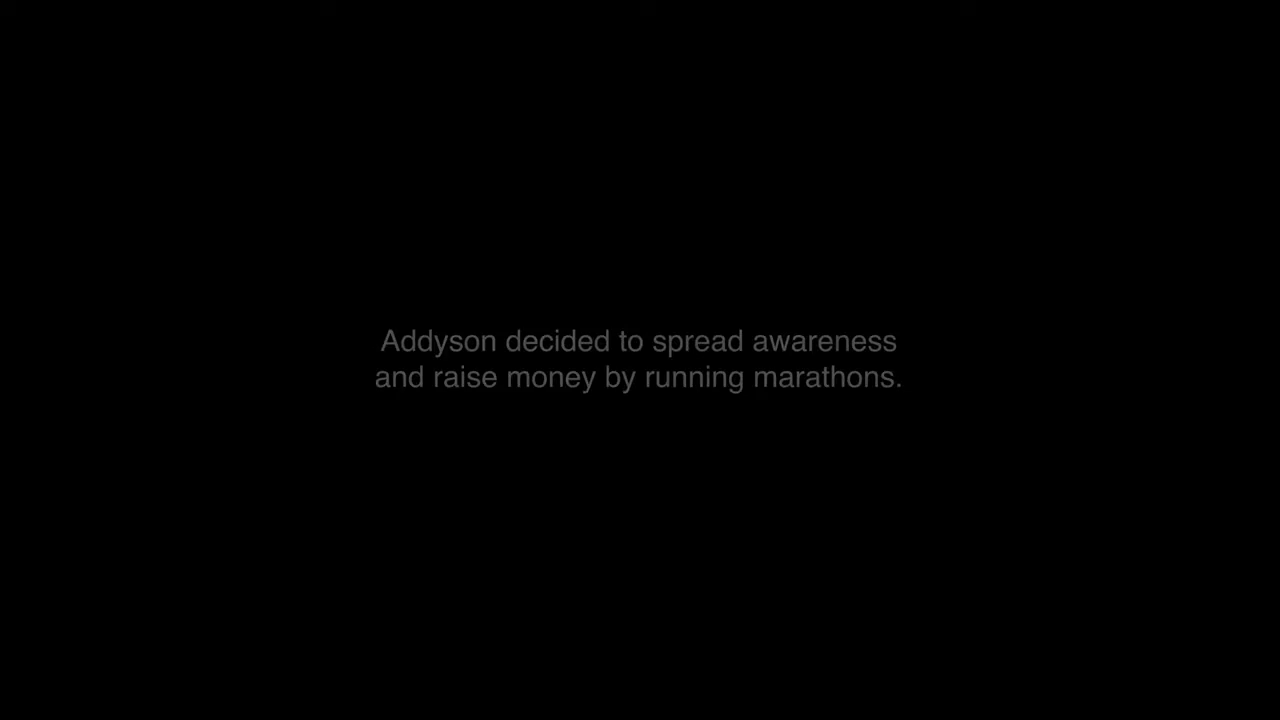 Addyson decided to spread awareness
and raise money by running marathons.